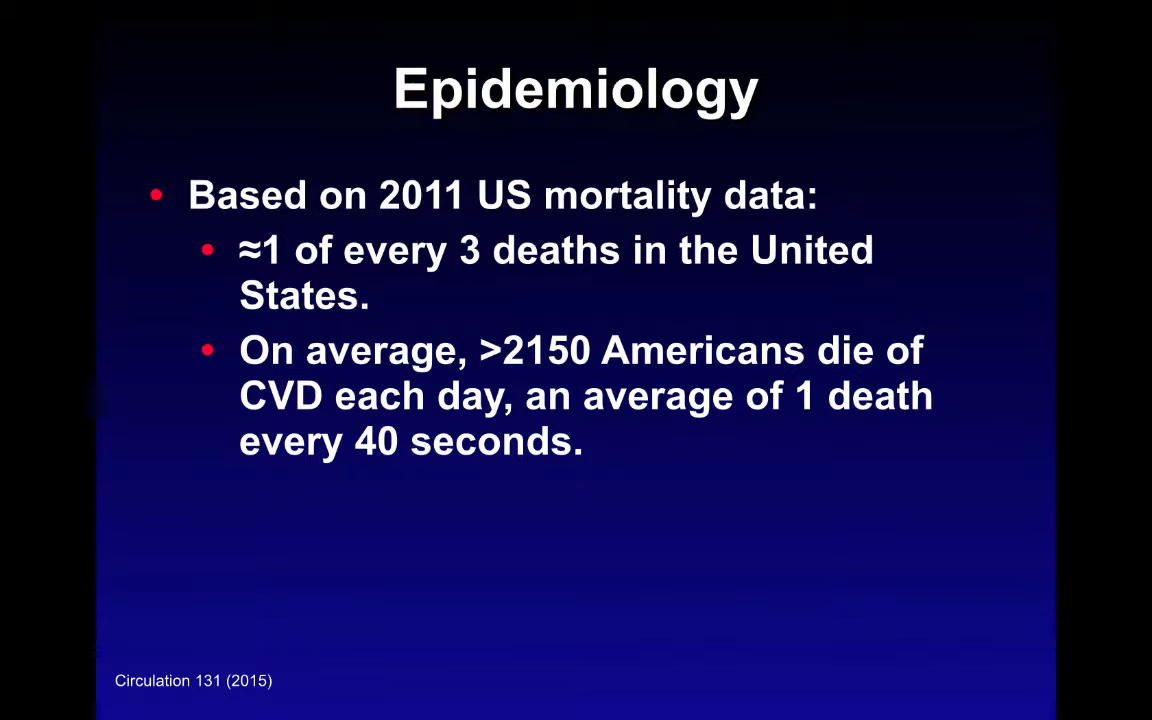 Epidemiology
• Based on 2011 US mortality data:
• ≈1 of every 3 deaths in the United
States.
• On average, >2150 Americans die of
CVD each day, an average of 1 death
every 40 seconds.
Circulation 131 (2015)